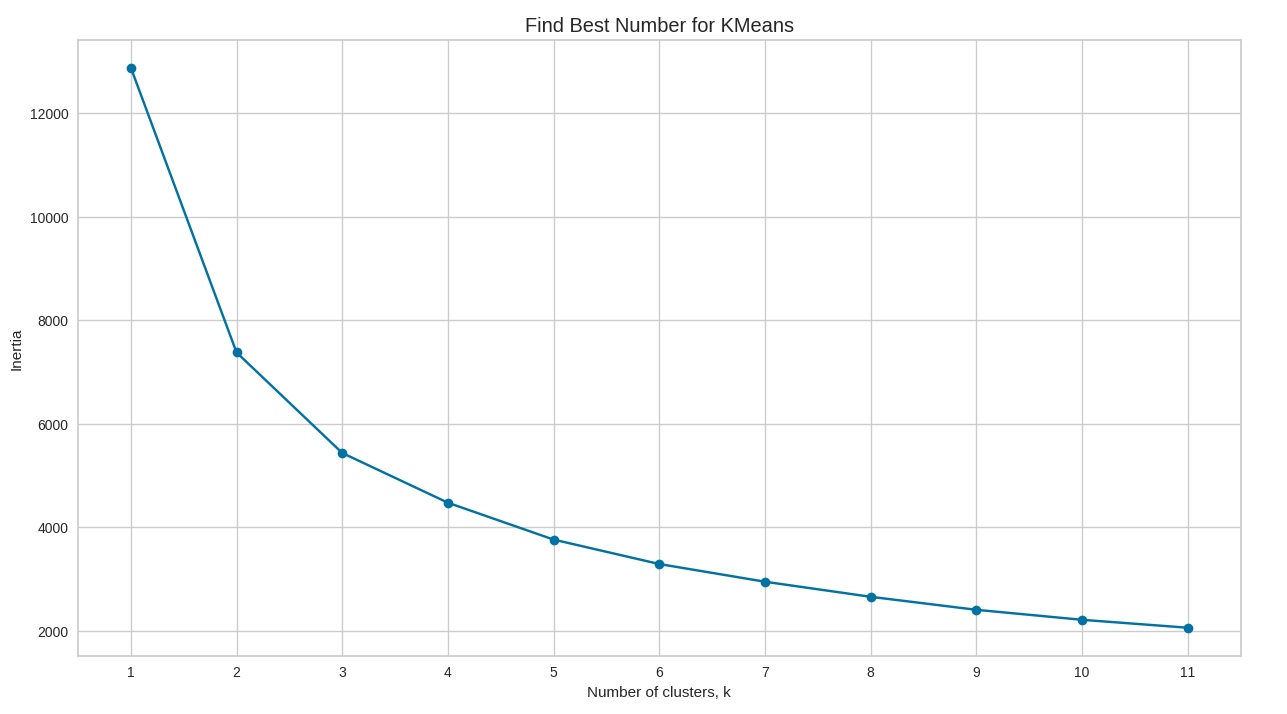 Find Best Number for KMeans
Inertia
12000
10000
8000
6000
4000
2000
1 2 3 4 5 6 7 8 9 10 11
Number of clusters, k